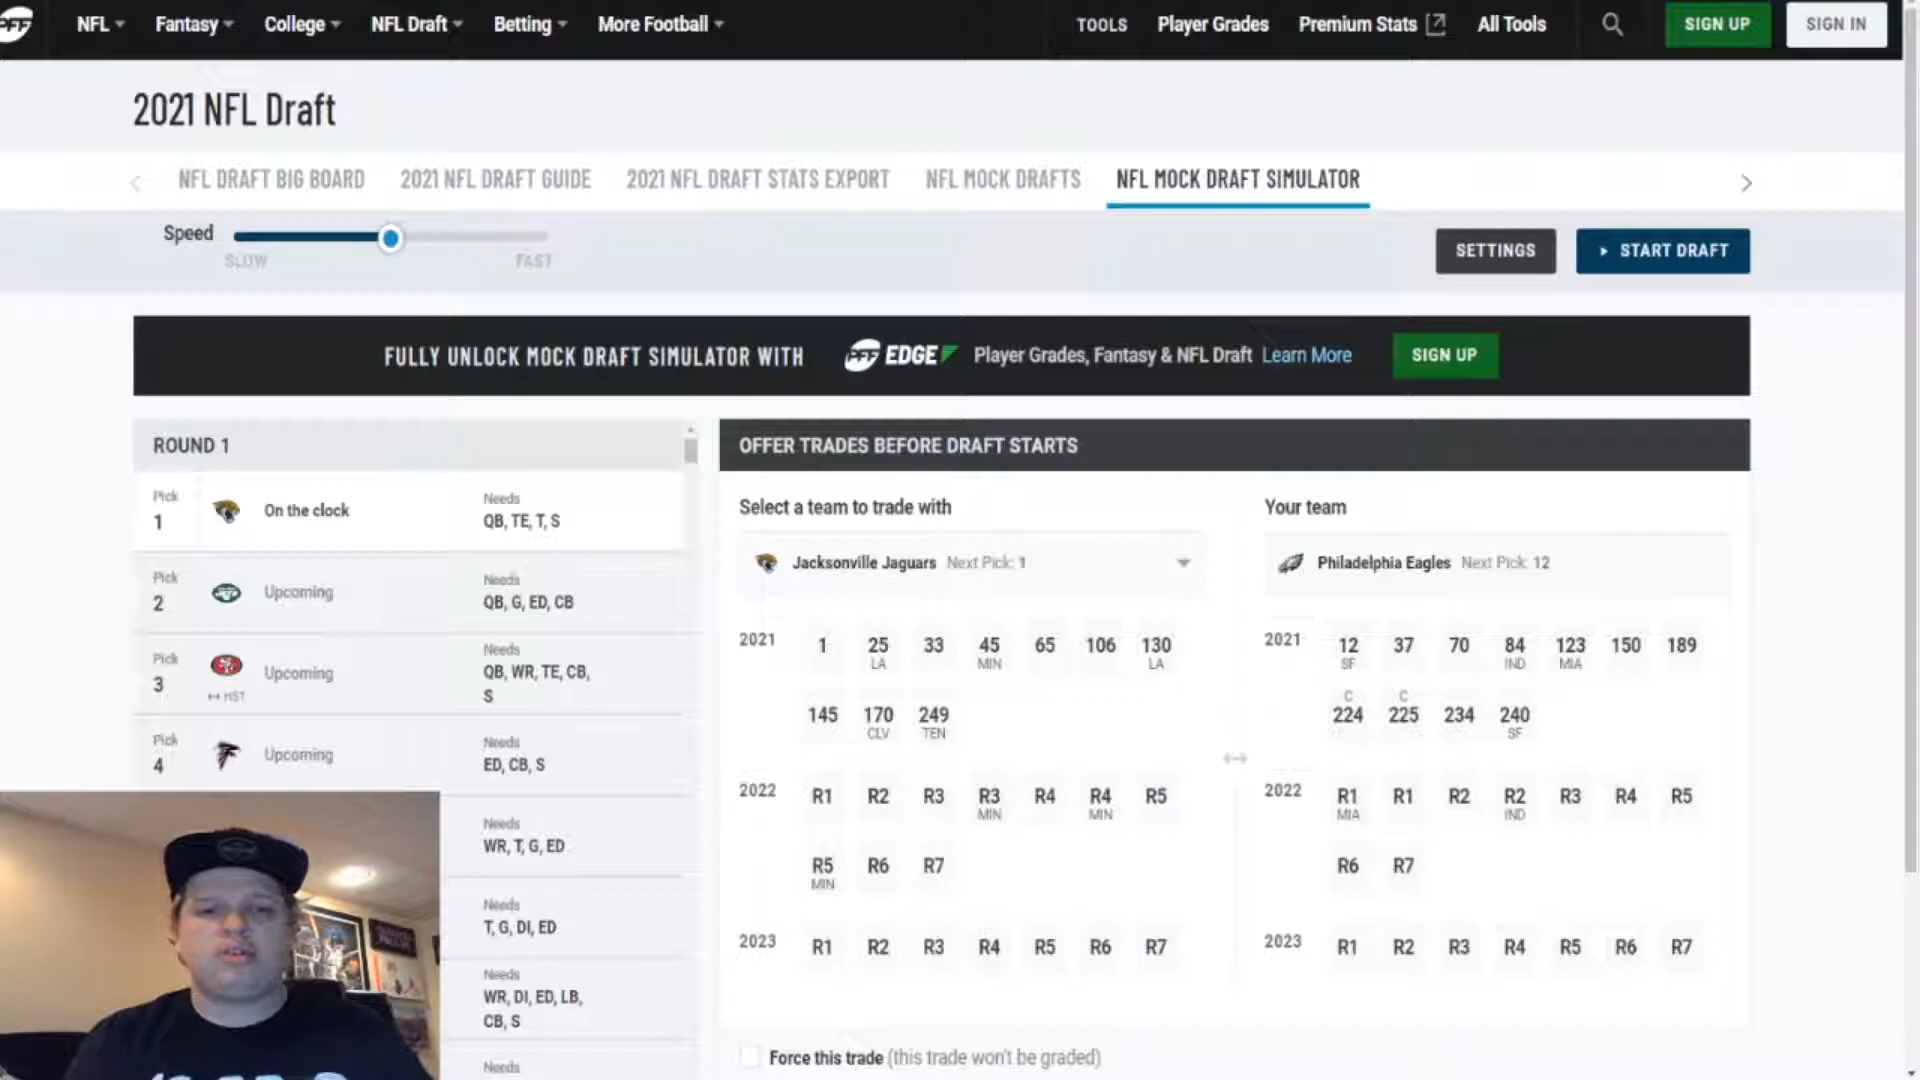 PFF
NFL Fantasy College NFL Draft Betting More Football TOOLS Player Grades Premium Stats All Tools SIGN UP SIGN IN
2021 NFL Draft
NFL DRAFT BIG BOARD 2021 NFL DRAFT GUIDE 2021 NFL DRAFT STATS EXPORT NFL MOCK DRAFTS NFL MOCK DRAFT SIMULATOR
Speed
SLOW FAST
SETTINGS START DRAFT
FULLY UNLOCK MOCK DRAFT SIMULATOR WITH PFF EDGE Player Grades, Fantasy & NFL Draft Learn More SIGN UP
ROUND 1
Pick Needs
1 On the clock QB, TE, T, S
Pick Needs
2 Upcoming QB, G, ED, CB
Pick Needs
3 Upcoming QB, WR, TE, CB,
HST S
Pick Needs
4 Upcoming ED, CB, S
Needs
WR, T, G, ED
Needs
T, G, DI, ED
Needs
WR, DI, ED, LB,
CB, S
Needs
OFFER TRADES BEFORE DRAFT STARTS
Select a team to trade with
Jacksonville Jaguars Next Pick: 1
2021 1 25 33 45 65 106 130
LA MIN LA
145 170 249
CLV TEN
2022 R1 R2 R3 R3 R4 R4 R5
MIN MIN
R5 R6 R7
MIN
2023 R1 R2 R3 R4 R5 R6 R7
Your team
Philadelphia Eagles Next Pick: 12
2021 12 37 70 84 123 150 189
SF IND MIA
C C
224 225 234 240
SF
2022 R1 R1 R2 R2 R3 R4 R5
MIA IND
R6 R7
2023 R1 R2 R3 R4 R5 R6 R7
Force this trade (this trade won't be graded)